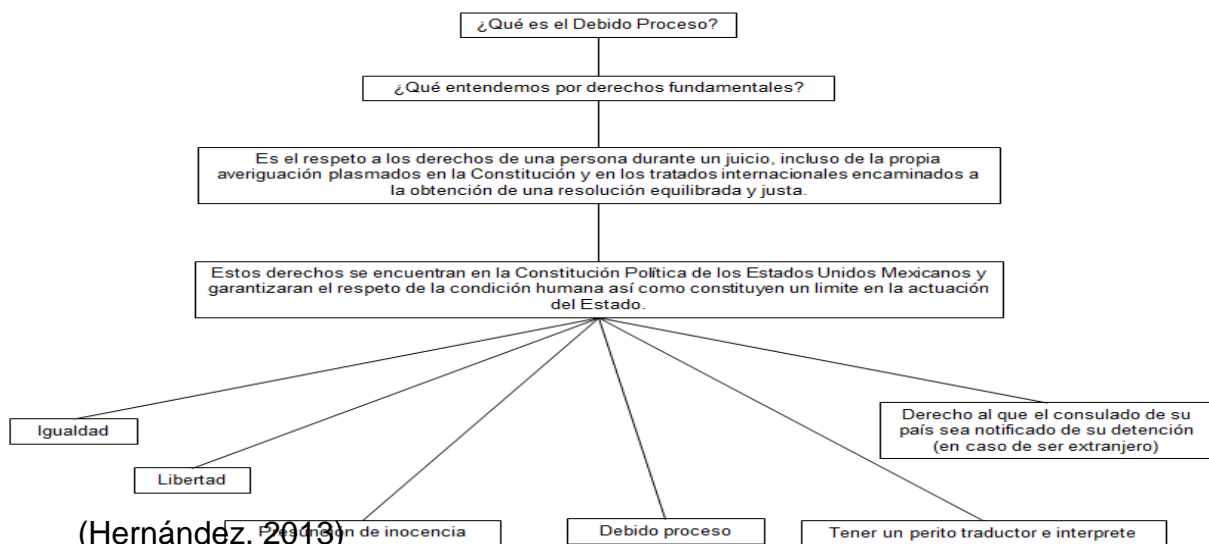 ¿Qué es el Debido Proceso?
¿Qué entendemos por derechos fundamentales?
Es el respeto a los derechos de una persona durante un juicio, incluso de la propia
averiguación plasmados en la Constitución y en los tratados internacionales encaminados a
la obtención de una resolución equilibrada y justa.
Estos derechos se encuentran en la Constitución Política de los Estados Unidos Mexicanos y
garantizaran el respeto de la condición humana así como constituyen un limite en la actuación
del Estado.
Igualdad
Libertad
Derecho al que el consulado de su
país sea notificado de su detención
(en caso de ser extranjero)
(Hernández, 2013)
Presunción de inocencia
Debido proceso
Tener un perito traductor e interprete